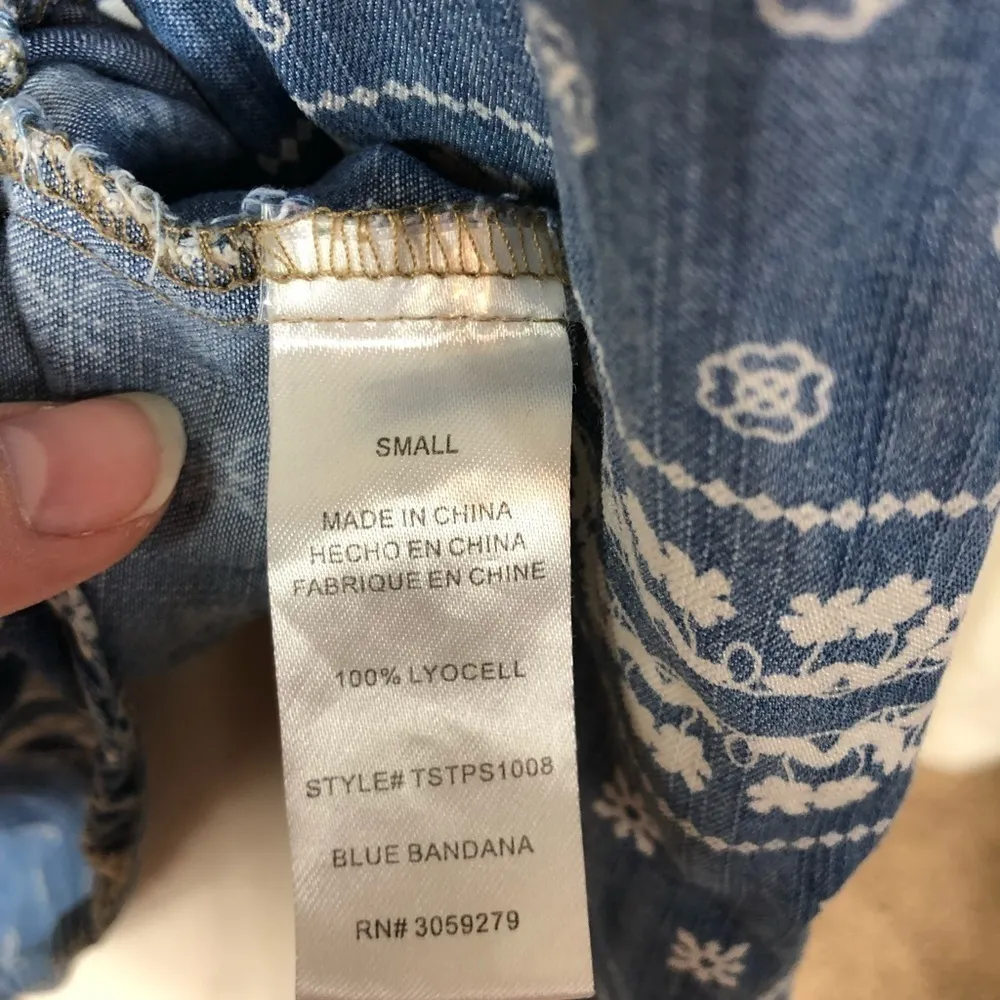 SMALL
MADE IN CHINA
HECHO EN CHINA
FABRIQUE EN CHINE
100% LYOCELL
STYLE# TSTPS1008
BLUE BANDANA
RN# 3059279